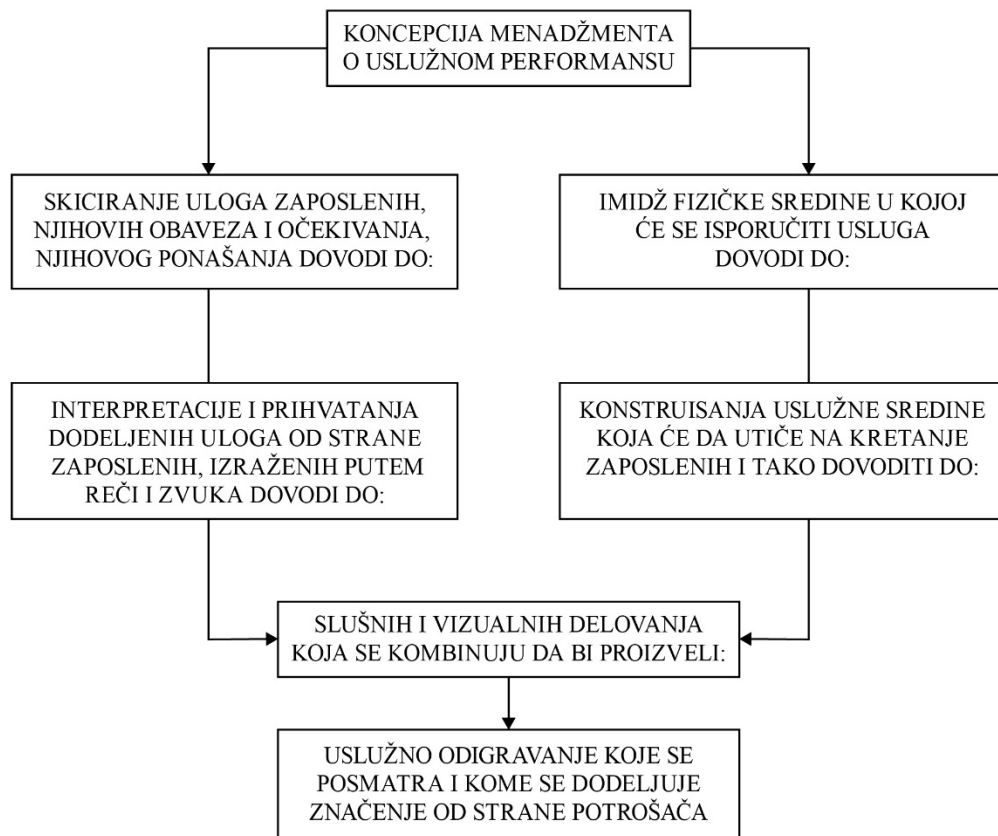 KONCEPCIJA MENADŽMENTA
O USLUŽNOM PERFORMANSU
SKICIRANJE ULOGA ZAPOSLENIH,
NJIHOVIH OBAVEZA I OČEKIVANJA,
NJIHOVOG PONAŠANJA DOVODI DO:
IMIDŽ FIZIČKE SREDINE U KOJOJ
ĆE SE ISPORUČITI USLUGA
DOVODI DO:
INTERPRETACIJE I PRIHVATANJA
DODELJENIH ULOGA OD STRANE
ZAPOSLENIH, IZRAŽENIH PUTEM
REČI I ZVUKA DOVODI DO:
KONSTRUISANJA USLUŽNE SREDINE
KOJA ĆE DA UTIČE NA KRETANJE
ZAPOSLENIH I TAKO DOVODITI DO:
SLUŠNIH I VIZUALNIH DELOVANJA
KOJA SE KOMBINUJU DA BI PROIZVELI:
USLUŽNO ODIGRAVANJE KOJE SE
POSMATRA I KOME SE DODELJUJE
ZNAČENJE OD STRANE POTROŠAČA